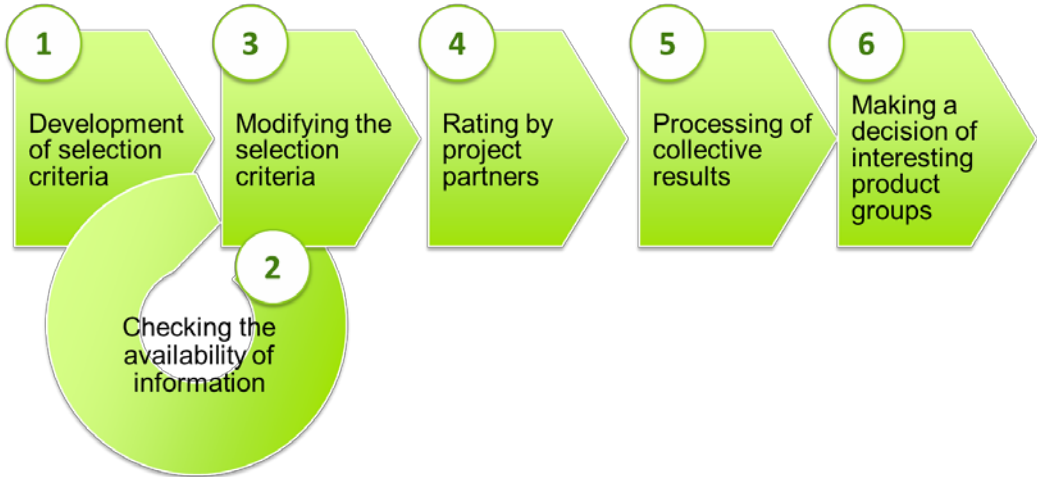 1
Development
of selection
criteria
2
Checking the
availability of
information
3
Modifying the
selection
criteria
4
Rating by
project
partners
5
Processing of
collective
results
6
Making a
decision of
interesting
product
groups